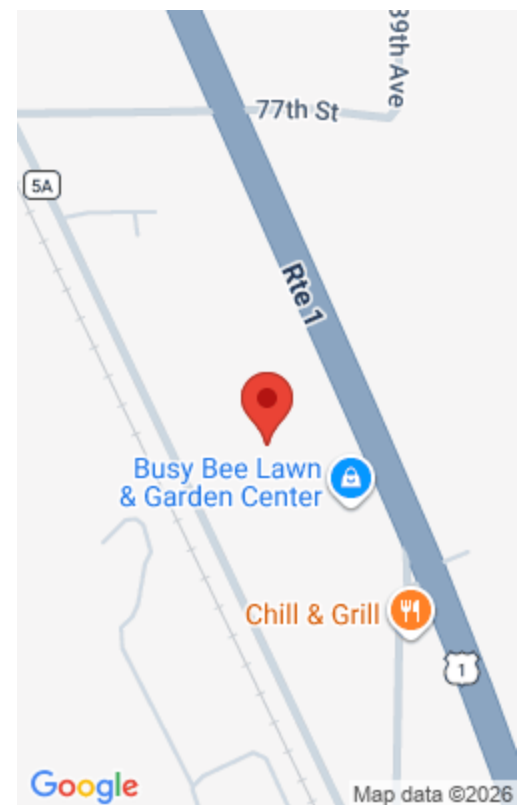 39th Ave
77th St
5A
Rte 1
Busy Bee Lawn
& Garden Center
Chill & Grill
1
Google
Map data ©2026